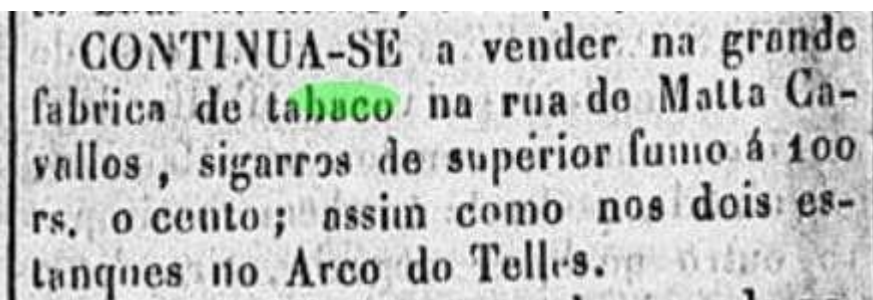 CONTINUA-SE a vender na grande
fabrica de tabaco na rua de Matta Ca-
vallos, sigarros de superior fumo á 100
rs. o cento; assim como nos dois es-
tanques no Arco do Telles.